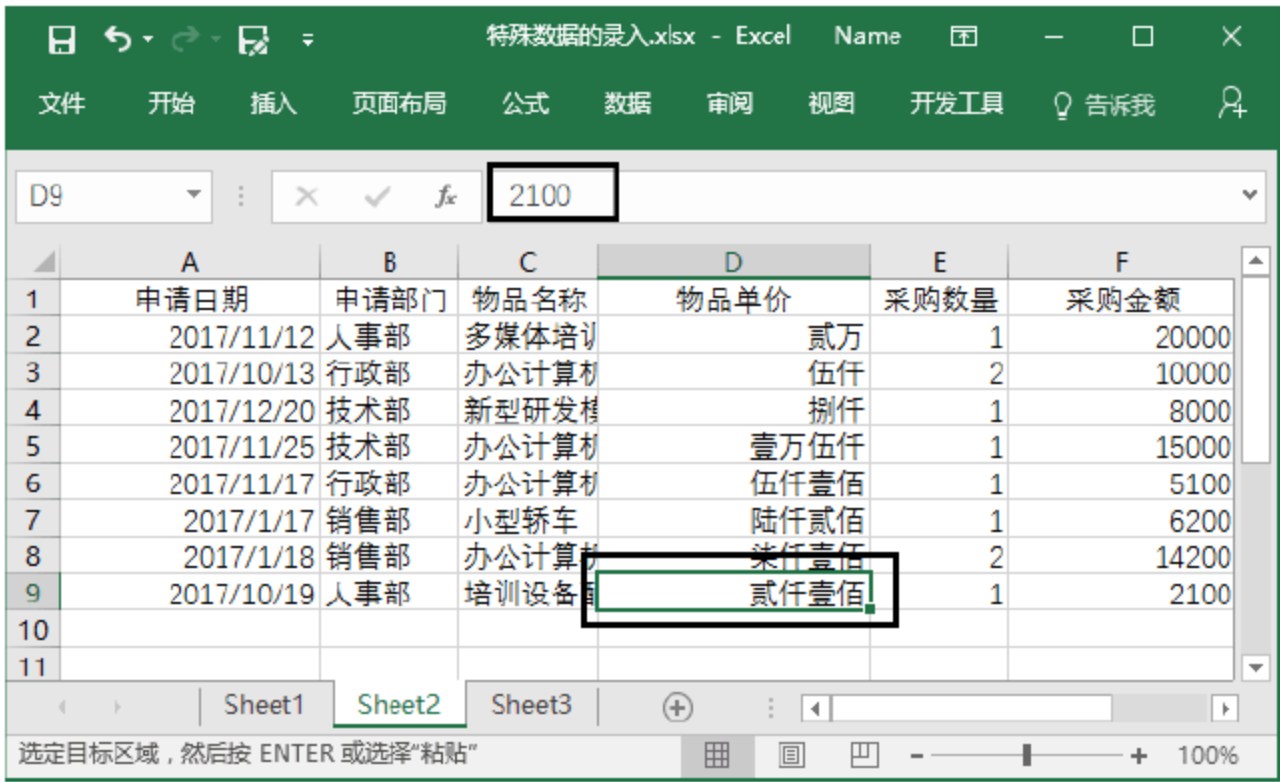 特殊数据的录入.xlsx - Excel Name
文件 开始 插入 页面布局 公式 数据 审阅 视图 开发工具 告诉我
D9 fx 2100
A B C D E F
1 申请日期 申请部门 物品名称 物品单价 采购数量 采购金额
2 2017/11/12 人事部 多媒体培训 贰万 1 20000
3 2017/10/13 行政部 办公计算机 伍仟 2 10000
4 2017/12/20 技术部 新型研发模 捌仟 1 8000
5 2017/11/25 技术部 办公计算机 壹万伍仟 1 15000
6 2017/11/17 行政部 办公计算机 伍仟壹佰 1 5100
7 2017/1/17 销售部 小型轿车 陆仟贰佰 1 6200
8 2017/1/18 销售部 办公计算机 柒仟壹佰 2 14200
9 2017/10/19 人事部 培训设备 贰仟壹佰 1 2100
10
11
Sheet1 Sheet2 Sheet3
选定目标区域，然后按 ENTER 或选择“粘贴” 100%